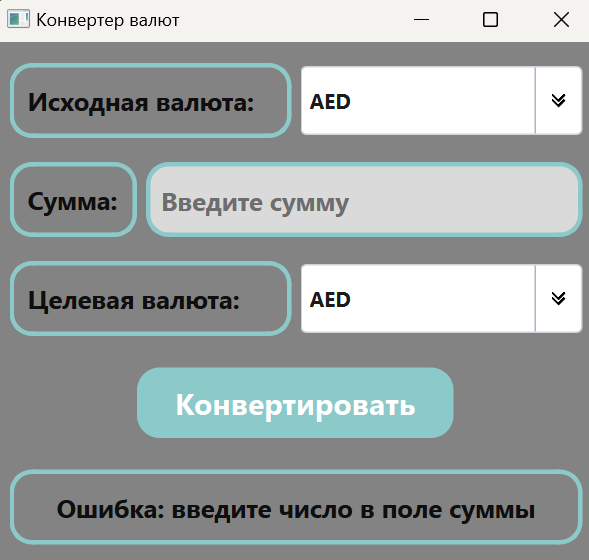 Конвертер валют
Исходная валюта: AED
Сумма: Введите сумму
Целевая валюта: AED
Конвертировать
Ошибка: введите число в поле суммы